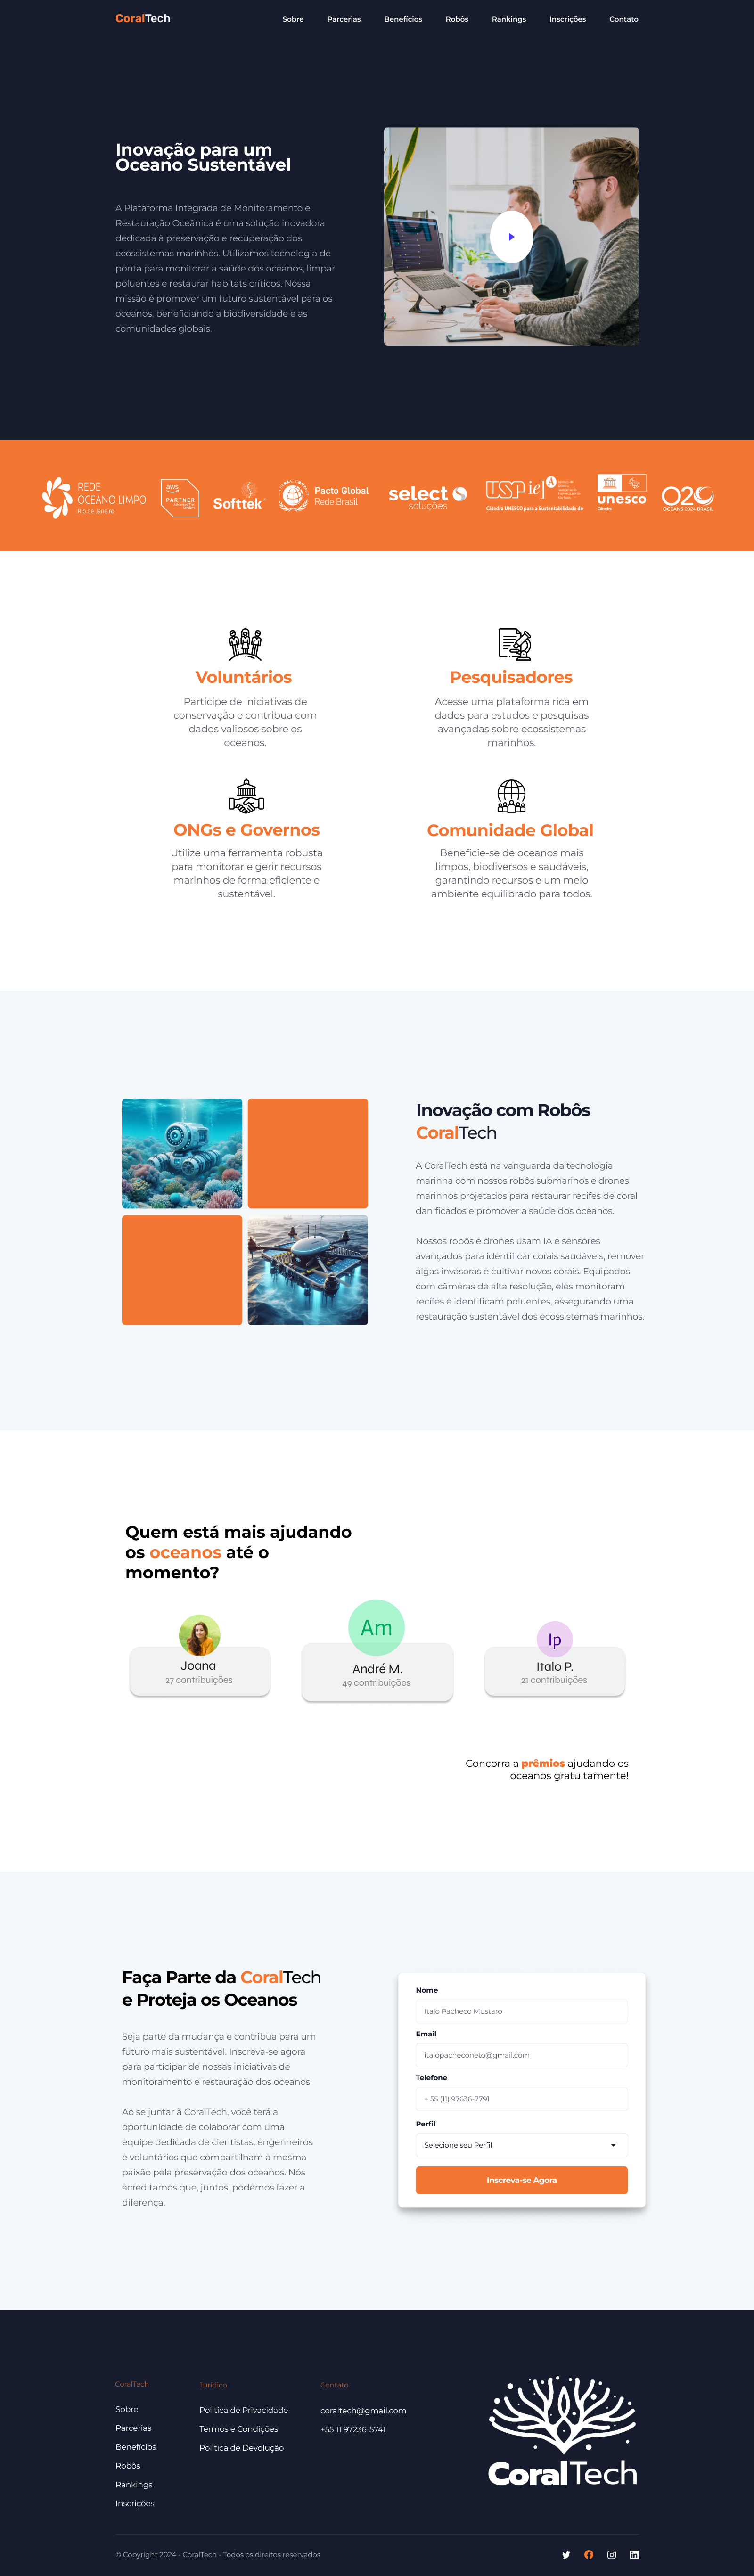 CoralTech
Sobre
Parcerias
Benefícios
Robôs
Rankings
Inscrições
Contato
Inovação para um
Oceano Sustentável
A Plataforma Integrada de Monitoramento e
Restauração Oceânica é uma solução inovadora
dedicada à preservação e recuperação dos
ecossistemas marinhos. Utilizamos tecnologia de
ponta para monitorar a saúde dos oceanos, limpar
poluentes e restaurar habitats críticos. Nossa
missão é promover um futuro sustentável para os
oceanos, beneficiando a biodiversidade e as
comunidades globais.
REDE
OCEANO LIMPO
Rio de Janeiro
aws
PARTNER
Softtek
Pacto Global
Rede Brasil
select
soluções
USP iea
Cátedra UNESCO para a Sustentabilidade do
unesco
Cátedra
O2O
OCEANS 2024 BRASIL
Voluntários
Participe de iniciativas de
conservação e contribua com
dados valiosos sobre os
oceanos.
Pesquisadores
Acesse uma plataforma rica em
dados para estudos e pesquisas
avançadas sobre ecossistemas
marinhos.
ONGs e Governos
Utilize uma ferramenta robusta
para monitorar e gerir recursos
marinhos de forma eficiente e
sustentável.
Comunidade Global
Beneficie-se de oceanos mais
limpos, biodiversos e saudáveis,
garantindo recursos e um meio
ambiente equilibrado para todos.
Inovação com Robôs
CoralTech
A CoralTech está na vanguarda da tecnologia
marinha com nossos robôs submarinos e drones
marinhos projetados para restaurar recifes de coral
danificados e promover a saúde dos oceanos.
Nossos robôs e drones usam IA e sensores
avançados para identificar corais saudáveis, remover
algas invasoras e cultivar novos corais. Equipados
com câmeras de alta resolução, eles monitoram
recifes e identificam poluentes, assegurando uma
restauração sustentável dos ecossistemas marinhos.
Quem está mais ajudando
os oceanos até o
momento?
Joana
27 contribuições
Am
André M.
49 contribuições
Ip
Italo P.
21 contribuições
Concorra a prêmios ajudando os
oceanos gratuitamente!
Faça Parte da CoralTech
e Proteja os Oceanos
Seja parte da mudança e contribua para um
futuro mais sustentável. Inscreva-se agora
para participar de nossas iniciativas de
monitoramento e restauração dos oceanos.
Ao se juntar à CoralTech, você terá a
oportunidade de colaborar com uma
equipe dedicada de cientistas, engenheiros
e voluntários que compartilham a mesma
paixão pela preservação dos oceanos. Nós
acreditamos que, juntos, podemos fazer a
diferença.
Nome
Italo Pacheco Mustaro
Email
italopacheconeto@gmail.com
Telefone
+ 55 (11) 97636-7791
Perfil
Selecione seu Perfil
Inscreva-se Agora
CoralTech
Sobre
Parcerias
Benefícios
Robôs
Rankings
Inscrições
Jurídico
Politica de Privacidade
Termos e Condições
Política de Devolução
Contato
coraltech@gmail.com
+55 11 97236-5741
CoralTech
© Copyright 2024 - CoralTech - Todos os direitos reservados